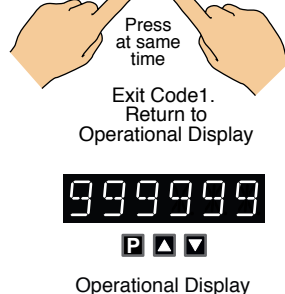 Press
at same
time
Exit Code1.
Return to
Operational Display
999999
P
Operational Display